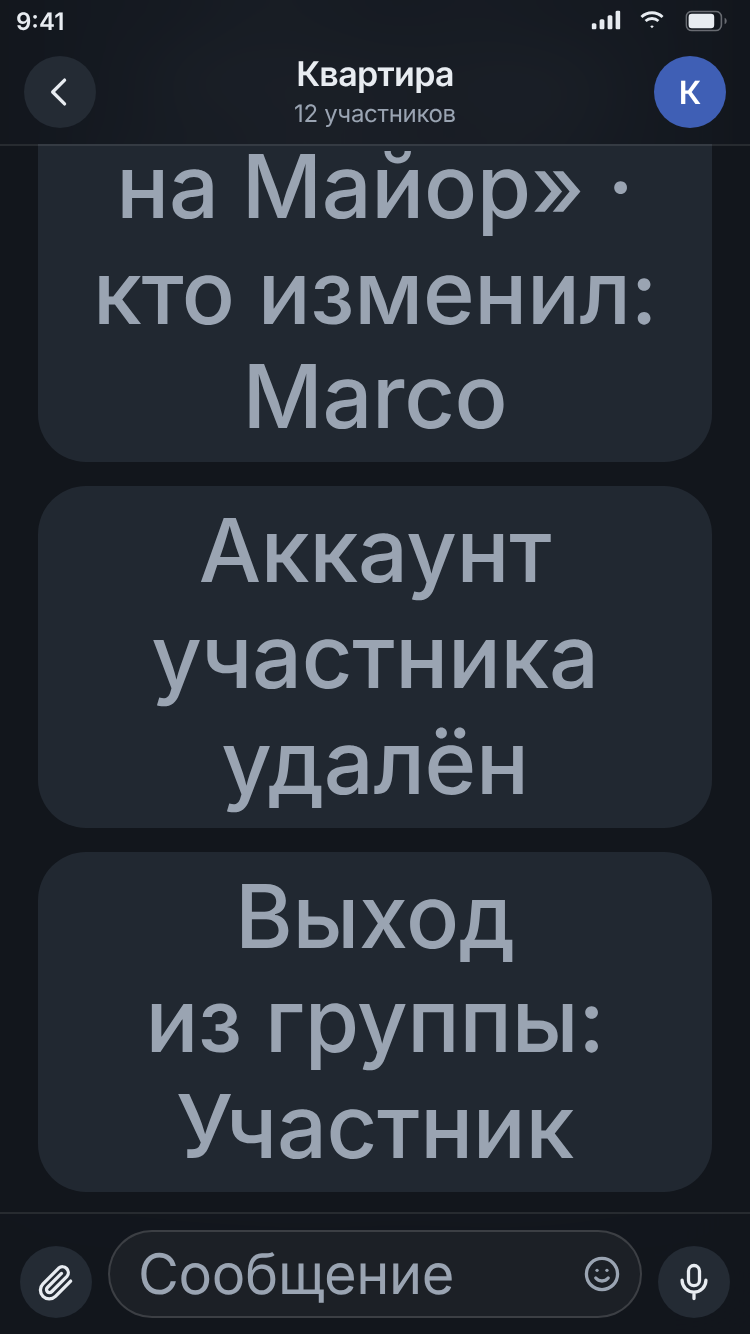 9:41
Квартира
12 участников
К
на Майор» ·
кто изменил:
Marco
Аккаунт
участника
удалён
Выход
из группы:
Участник
Сообщение